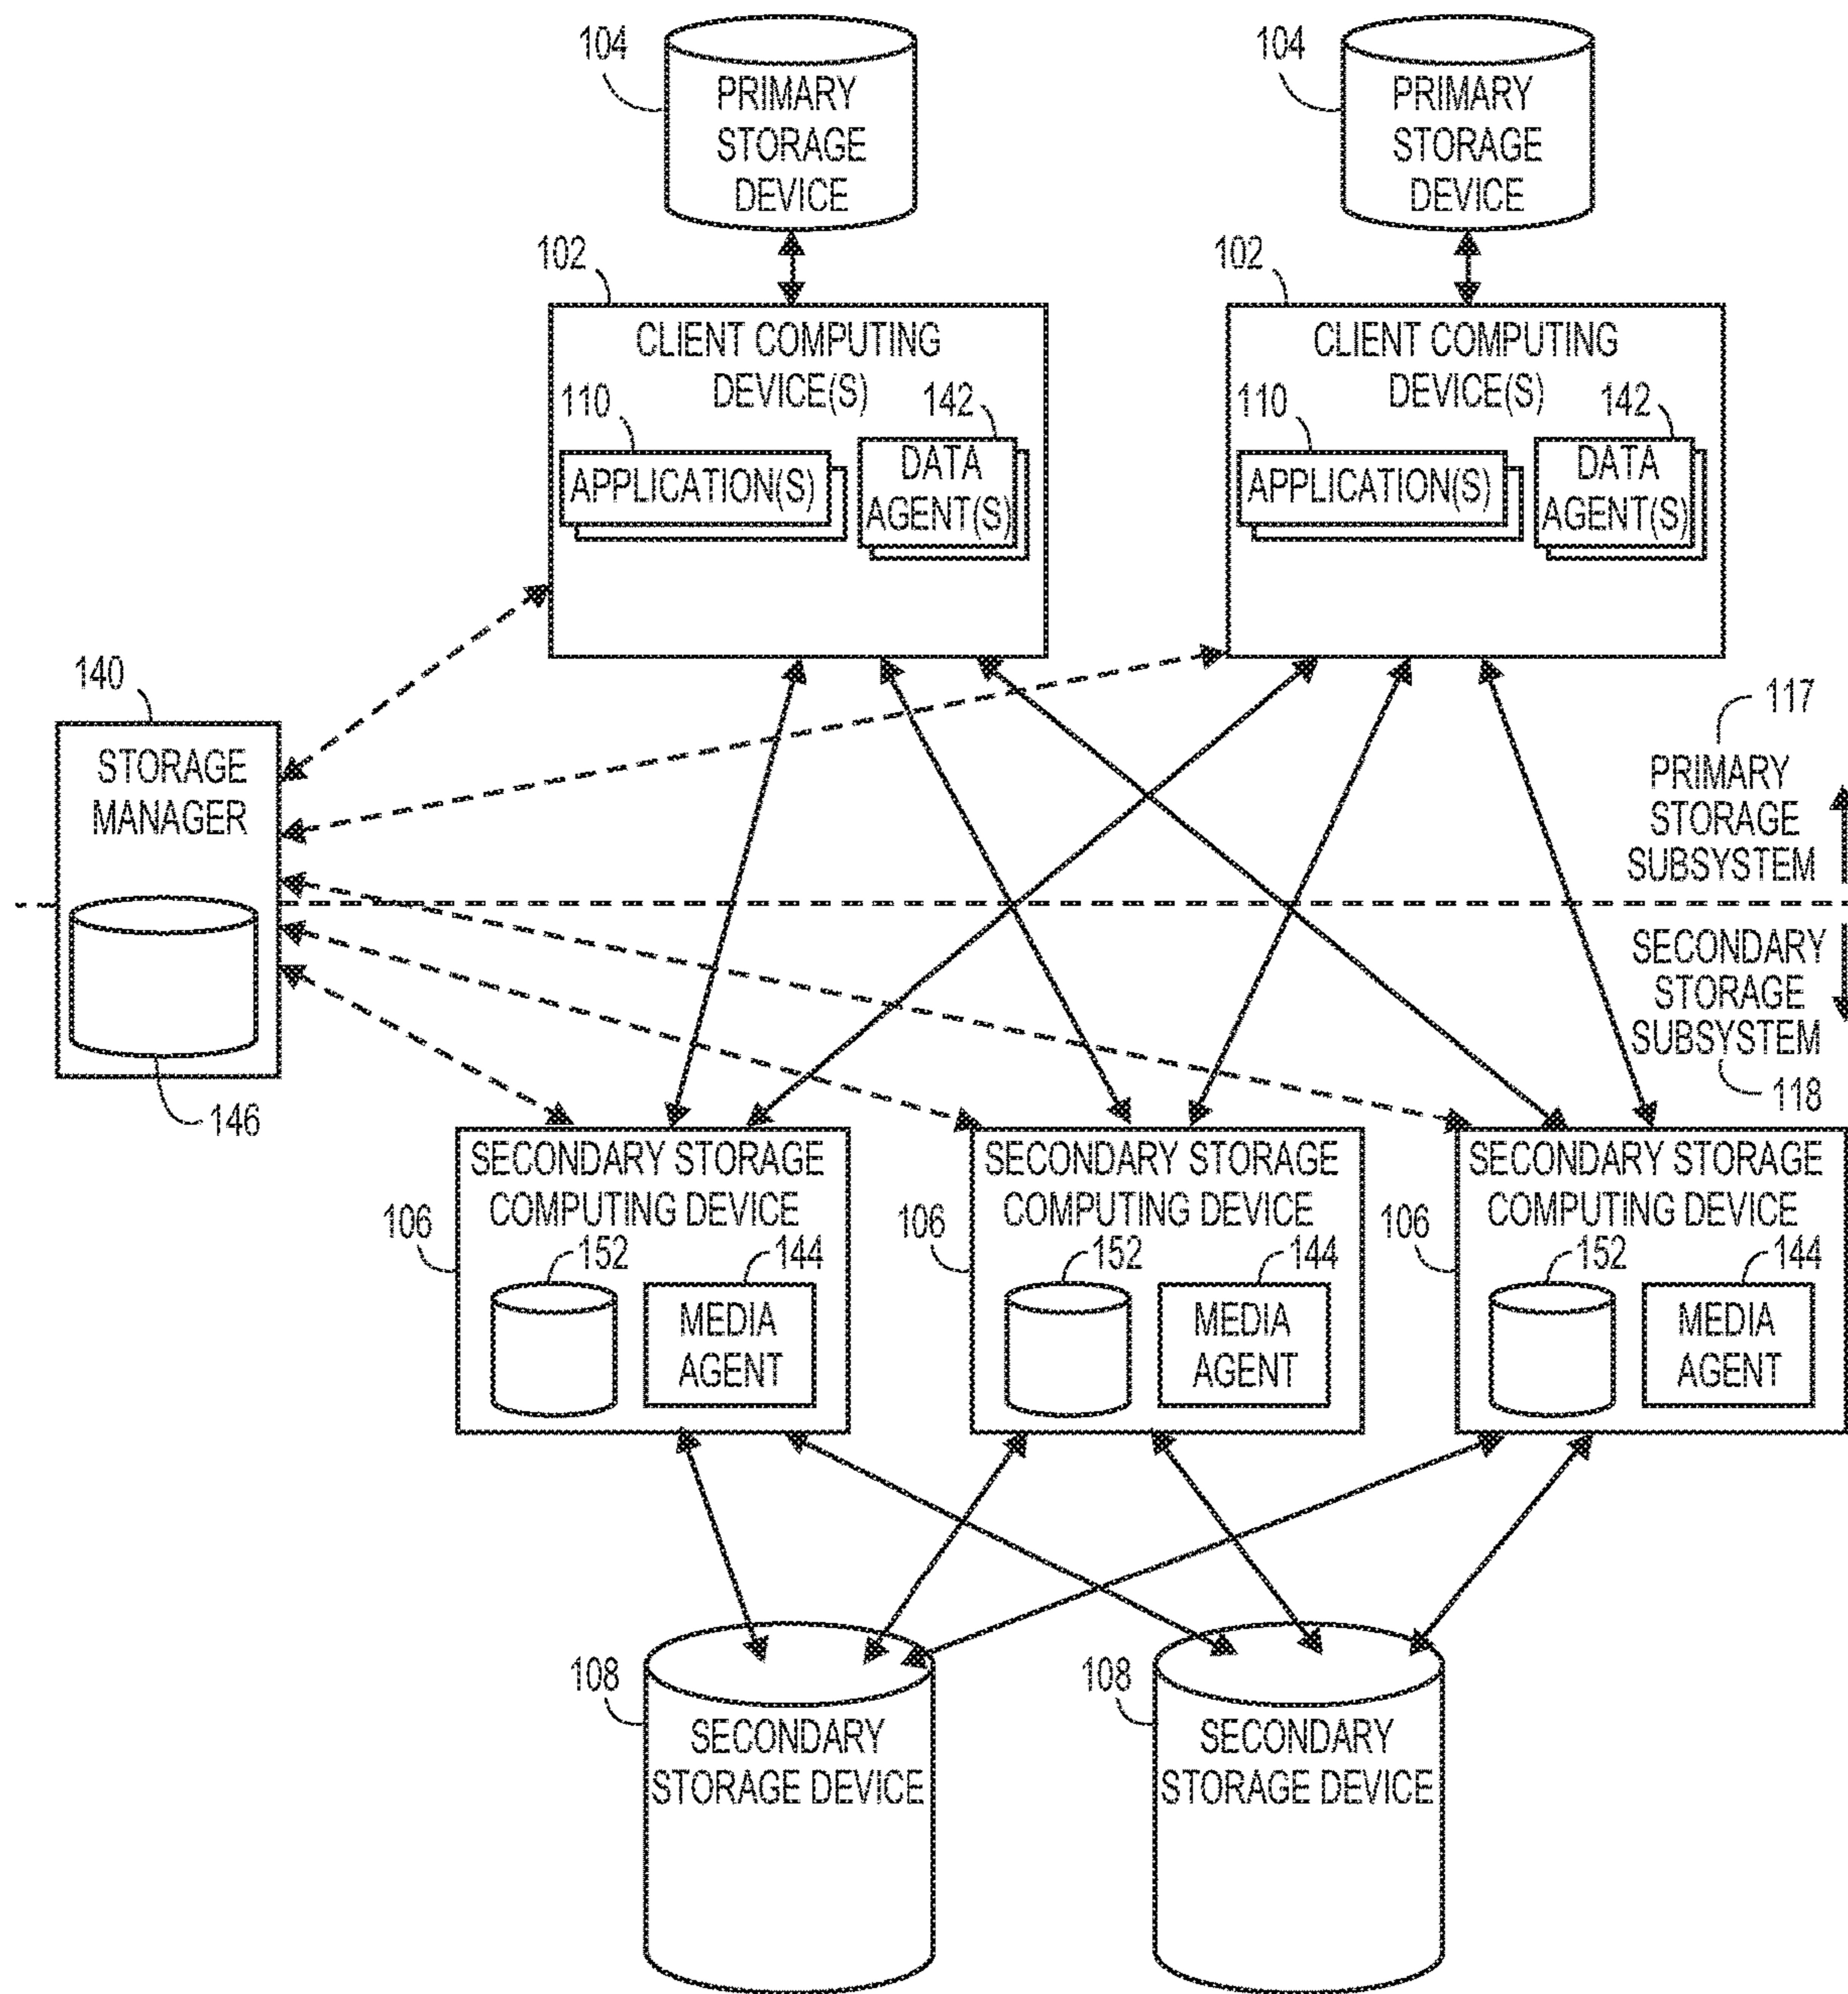 104
PRIMARY
STORAGE
DEVICE
104
PRIMARY
STORAGE
DEVICE
102
CLIENT COMPUTING
DEVICE(S)
110
142
APPLICATION(S)
DATA
AGENT(S)
102
CLIENT COMPUTING
DEVICE(S)
110
142
APPLICATION(S)
DATA
AGENT(S)
140
STORAGE
MANAGER
146
117
PRIMARY
STORAGE
SUBSYSTEM
SECONDARY
STORAGE
SUBSYSTEM
118
SECONDARY STORAGE
COMPUTING DEVICE
106
152
144
MEDIA
AGENT
SECONDARY STORAGE
COMPUTING DEVICE
106
152
144
MEDIA
AGENT
SECONDARY STORAGE
COMPUTING DEVICE
106
152
144
MEDIA
AGENT
108
SECONDARY
STORAGE DEVICE
108
SECONDARY
STORAGE DEVICE